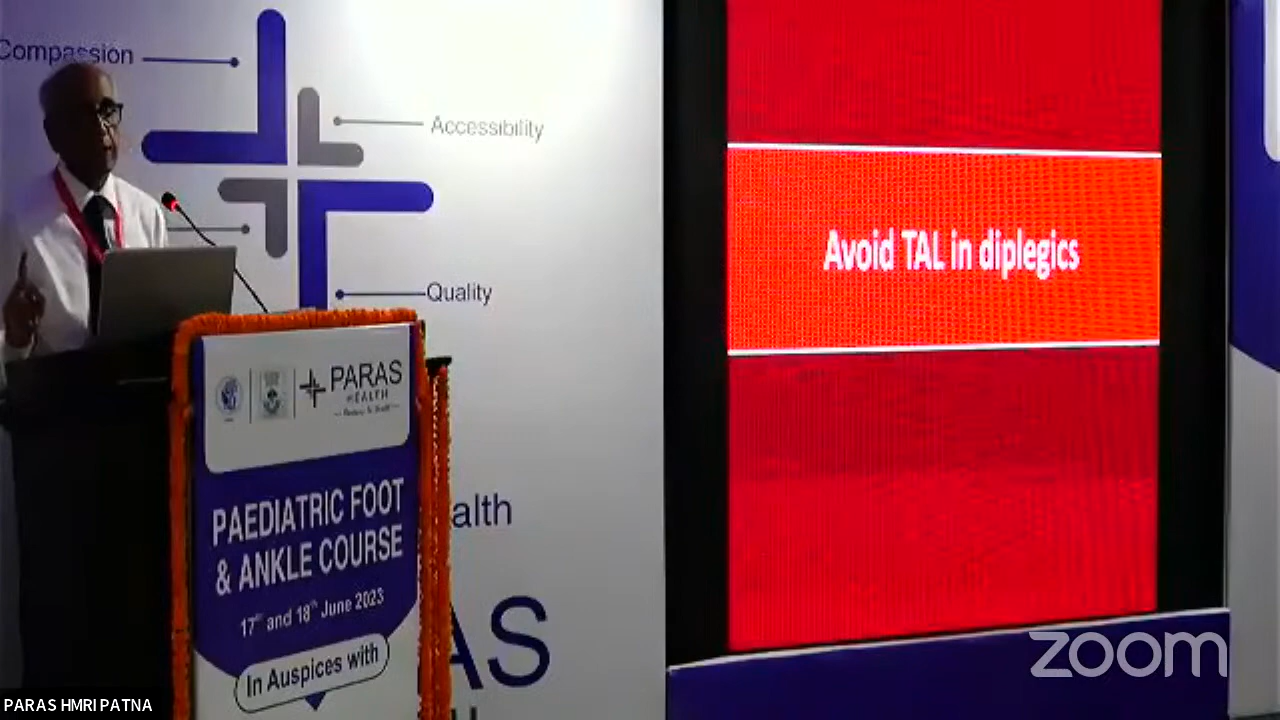 Compassion
Accessibility
Quality
alth
AS
PARAS
HEALTH
PAEDIATRIC FOOT
& ANKLE COURSE
17th and 18th June 2023
In Auspices with
Avoid TAL in diplegics
zoom
PARAS HMRI PATNA